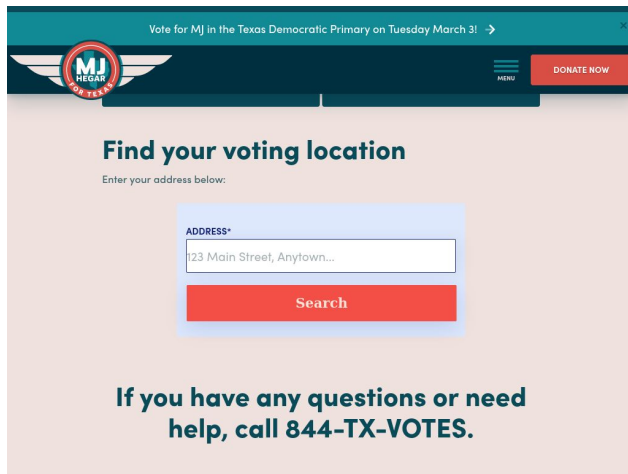 Vote for MJ in the Texas Democratic Primary on Tuesday March 3! →
×
MJ
HEGAR
FOR TEXAS
MENU
DONATE NOW
Find your voting location
Enter your address below:
ADDRESS*
123 Main Street, Anytown...
Search
If you have any questions or need
help, call 844-TX-VOTES.